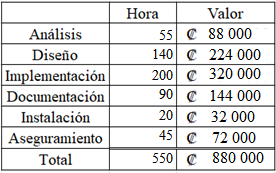 Hora Valor
Análisis 55 ₡ 88 000
Diseño 140 ₡ 224 000
Implementación 200 ₡ 320 000
Documentación 90 ₡ 144 000
Instalación 20 ₡ 32 000
Aseguramiento 45 ₡ 72 000
Total 550 ₡ 880 000